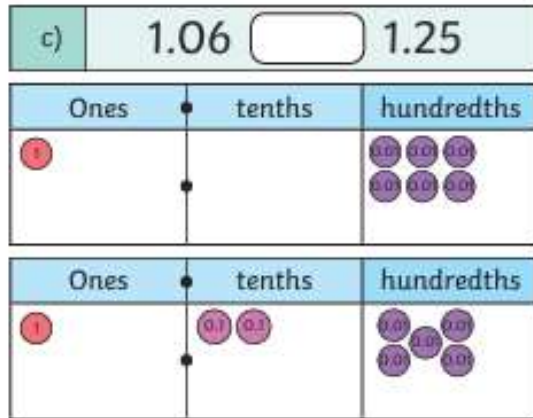 c) 1.06 1.25
Ones tenths hundredths
1 0.01 0.01 0.01
0.01 0.01 0.01
Ones tenths hundredths
1 0.1 0.1 0.01 0.01
0.01
0.01 0.01